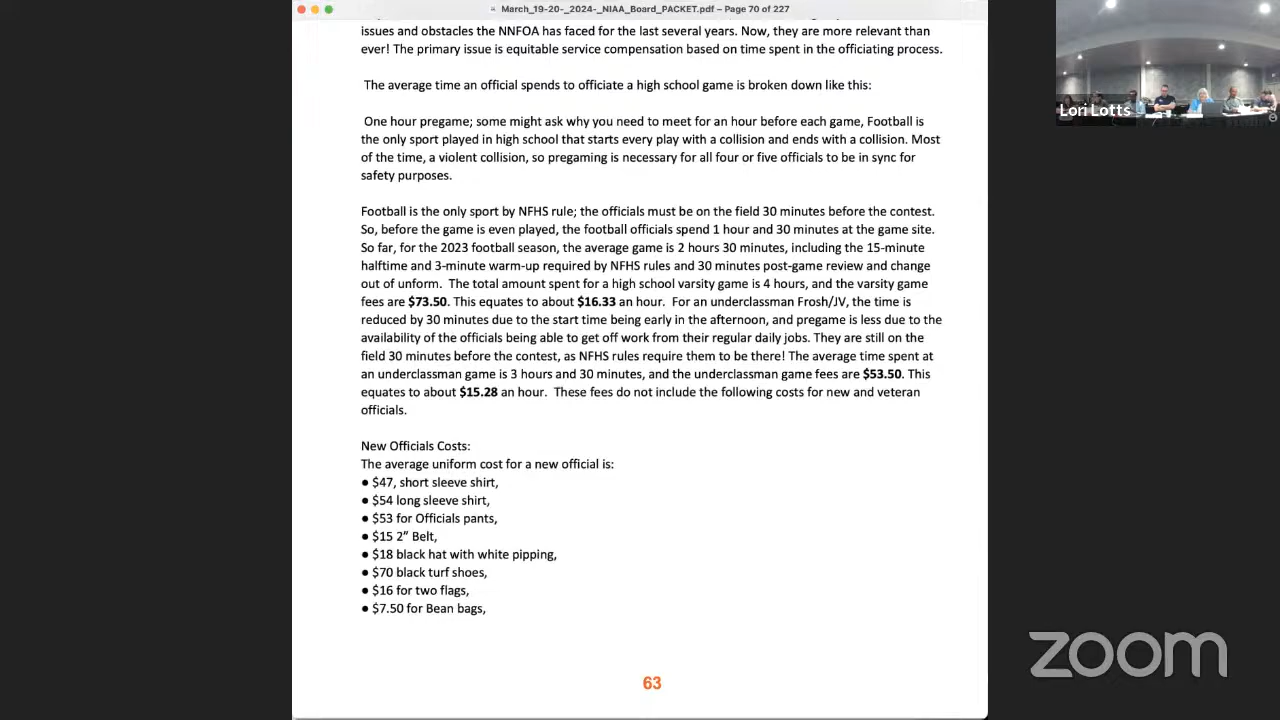 March_19-20-_2024-_NIAA_Board_PACKET.pdf – Page 70 of 227
issues and obstacles the NNFOA has faced for the last several years. Now, they are more relevant than
ever! The primary issue is equitable service compensation based on time spent in the officiating process.
The average time an official spends to officiate a high school game is broken down like this:
One hour pregame; some might ask why you need to meet for an hour before each game, Football is
the only sport played in high school that starts every play with a collision and ends with a collision. Most
of the time, a violent collision, so pregaming is necessary for all four or five officials to be in sync for
safety purposes.
Football is the only sport by NFHS rule; the officials must be on the field 30 minutes before the contest.
So, before the game is even played, the football officials spend 1 hour and 30 minutes at the game site.
So far, for the 2023 football season, the average game is 2 hours 30 minutes, including the 15-minute
halftime and 3-minute warm-up required by NFHS rules and 30 minutes post-game review and change
out of unform. The total amount spent for a high school varsity game is 4 hours, and the varsity game
fees are $73.50. This equates to about $16.33 an hour. For an underclassman Frosh/JV, the time is
reduced by 30 minutes due to the start time being early in the afternoon, and pregame is less due to the
availability of the officials being able to get off work from their regular daily jobs. They are still on the
field 30 minutes before the contest, as NFHS rules require them to be there! The average time spent at
an underclassman game is 3 hours and 30 minutes, and the underclassman game fees are $53.50. This
equates to about $15.28 an hour. These fees do not include the following costs for new and veteran
officials.
New Officials Costs:
The average uniform cost for a new official is:
● $47, short sleeve shirt,
● $54 long sleeve shirt,
● $53 for Officials pants,
● $15 2” Belt,
● $18 black hat with white pipping,
● $70 black turf shoes,
● $16 for two flags,
● $7.50 for Bean bags,
63
Lori Lotts
zoom